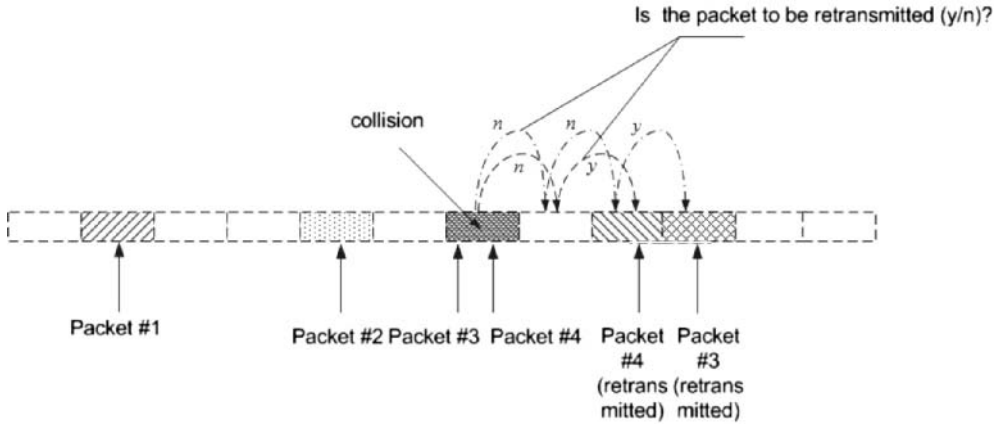 Is the packet to be retransmitted (y/n)?
collision
n
n
y
n
y
Packet #1
Packet #2
Packet #3
Packet #4
Packet
#4
(retrans
mitted)
Packet
#3
(retrans
mitted)